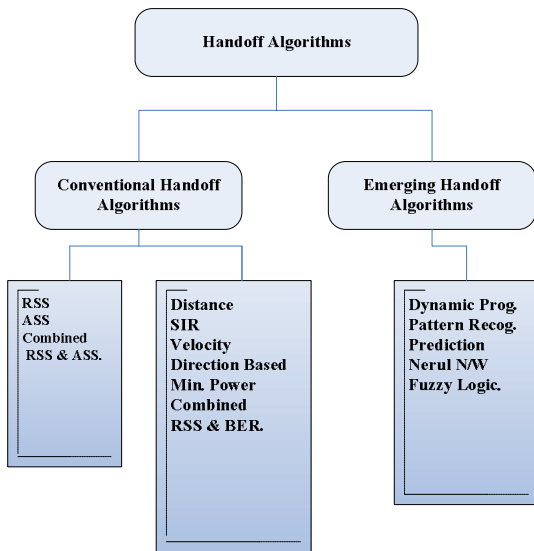 Handoff Algorithms
Conventional Handoff
Algorithms
Emerging Handoff
Algorithms
RSS
ASS
Combined
RSS & ASS.
Distance
SIR
Velocity
Direction Based
Min. Power
Combined
RSS & BER.
Dynamic Prog.
Pattern Recog.
Prediction
Nerul N/W
Fuzzy Logic.